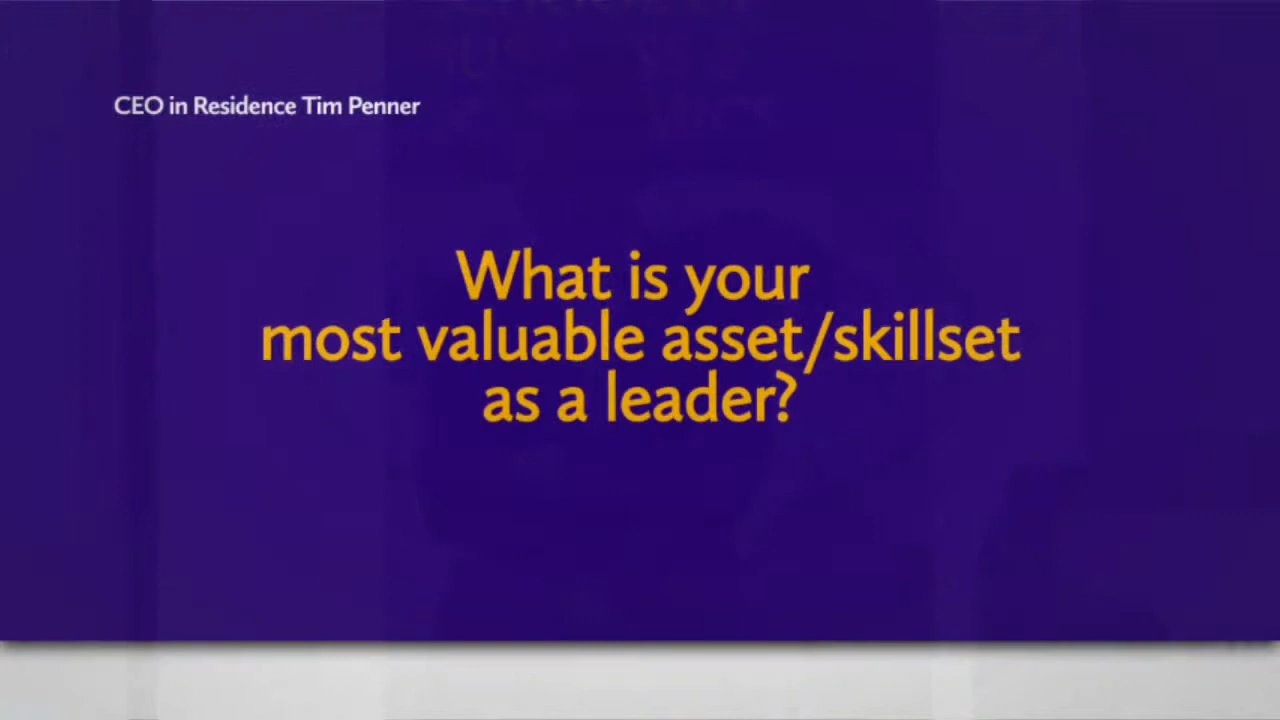 CEO in Residence Tim Penner
What is your
most valuable asset/skillset
as a leader?